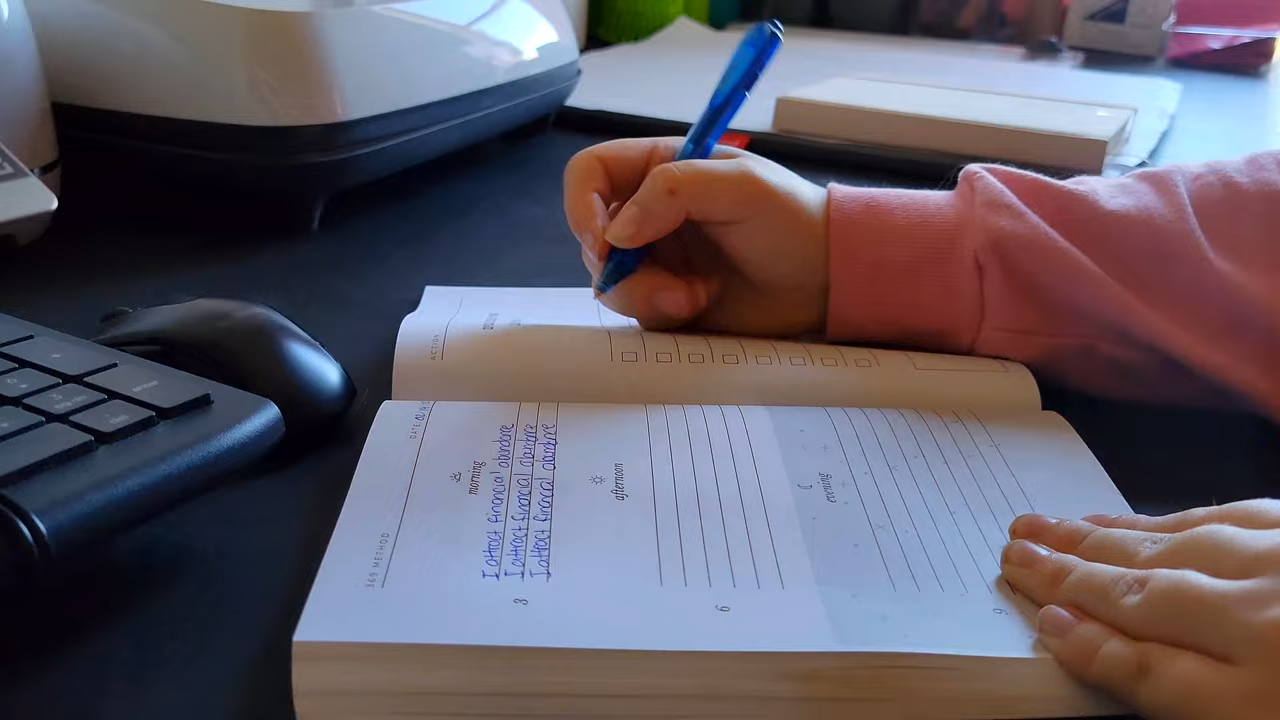 369 METHOD
DATE
morning
3
I attract financial abundance
I attract financial abundance
I attract financial abundance
afternoon
6
evening
9
ACTION
enter